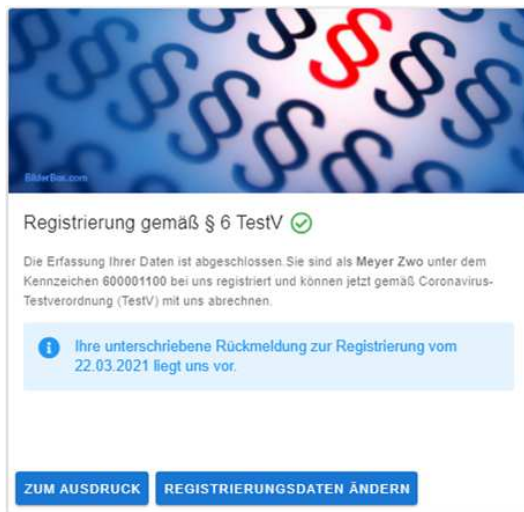 BilderBox.com
Registrierung gemäß § 6 TestV
Die Erfassung Ihrer Daten ist abgeschlossen.Sie sind als Meyer Zwo unter dem
Kennzeichen 600001100 bei uns registriert und können jetzt gemäß Coronavirus-
Testverordnung (TestV) mit uns abrechnen.
Ihre unterschriebene Rückmeldung zur Registrierung vom
22.03.2021 liegt uns vor.
ZUM AUSDRUCK REGISTRIERUNGSDATEN ÄNDERN